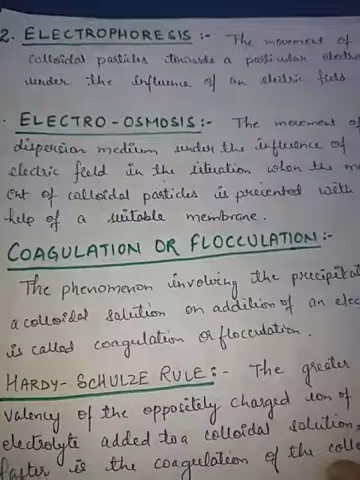 2. ELECTROPHORESIS :- The movement of
colloidal particles towards a particular
under the influence of an electric field
. ELECTRO-OSMOSIS:- The movement of
dispersion medium under the influence of
electric field in the situation when the
ent of colloidal particles is prevented with
help of a suitable membrane.
COAGULATION OR FLOCCULATION:-
The phenomenon involving the
a colloidal solution on addition of an
is called coagulation or flocculation.
HARDY-SCHULZE RULE:- The greater
valency of the oppositely charged ion of
electrolyte added to a colloidal solution,
faster is the coagulation of the